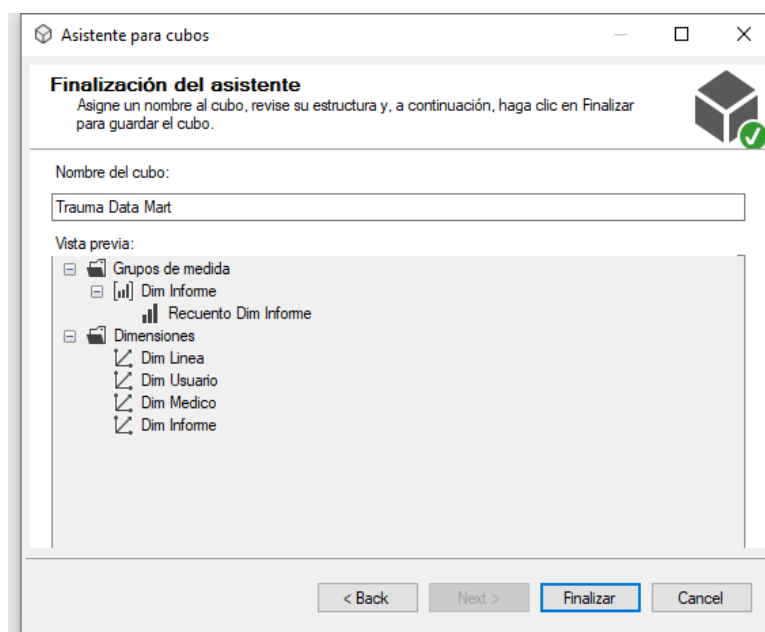 Asistente para cubos
Finalización del asistente
Asigne un nombre al cubo, revise su estructura y, a continuación, haga clic en Finalizar
para guardar el cubo.
Nombre del cubo:
Trauma Data Mart
Vista previa:
Grupos de medida
Dim Informe
Recuento Dim Informe
Dimensiones
Dim Linea
Dim Usuario
Dim Medico
Dim Informe
< Back Next > Finalizar Cancel